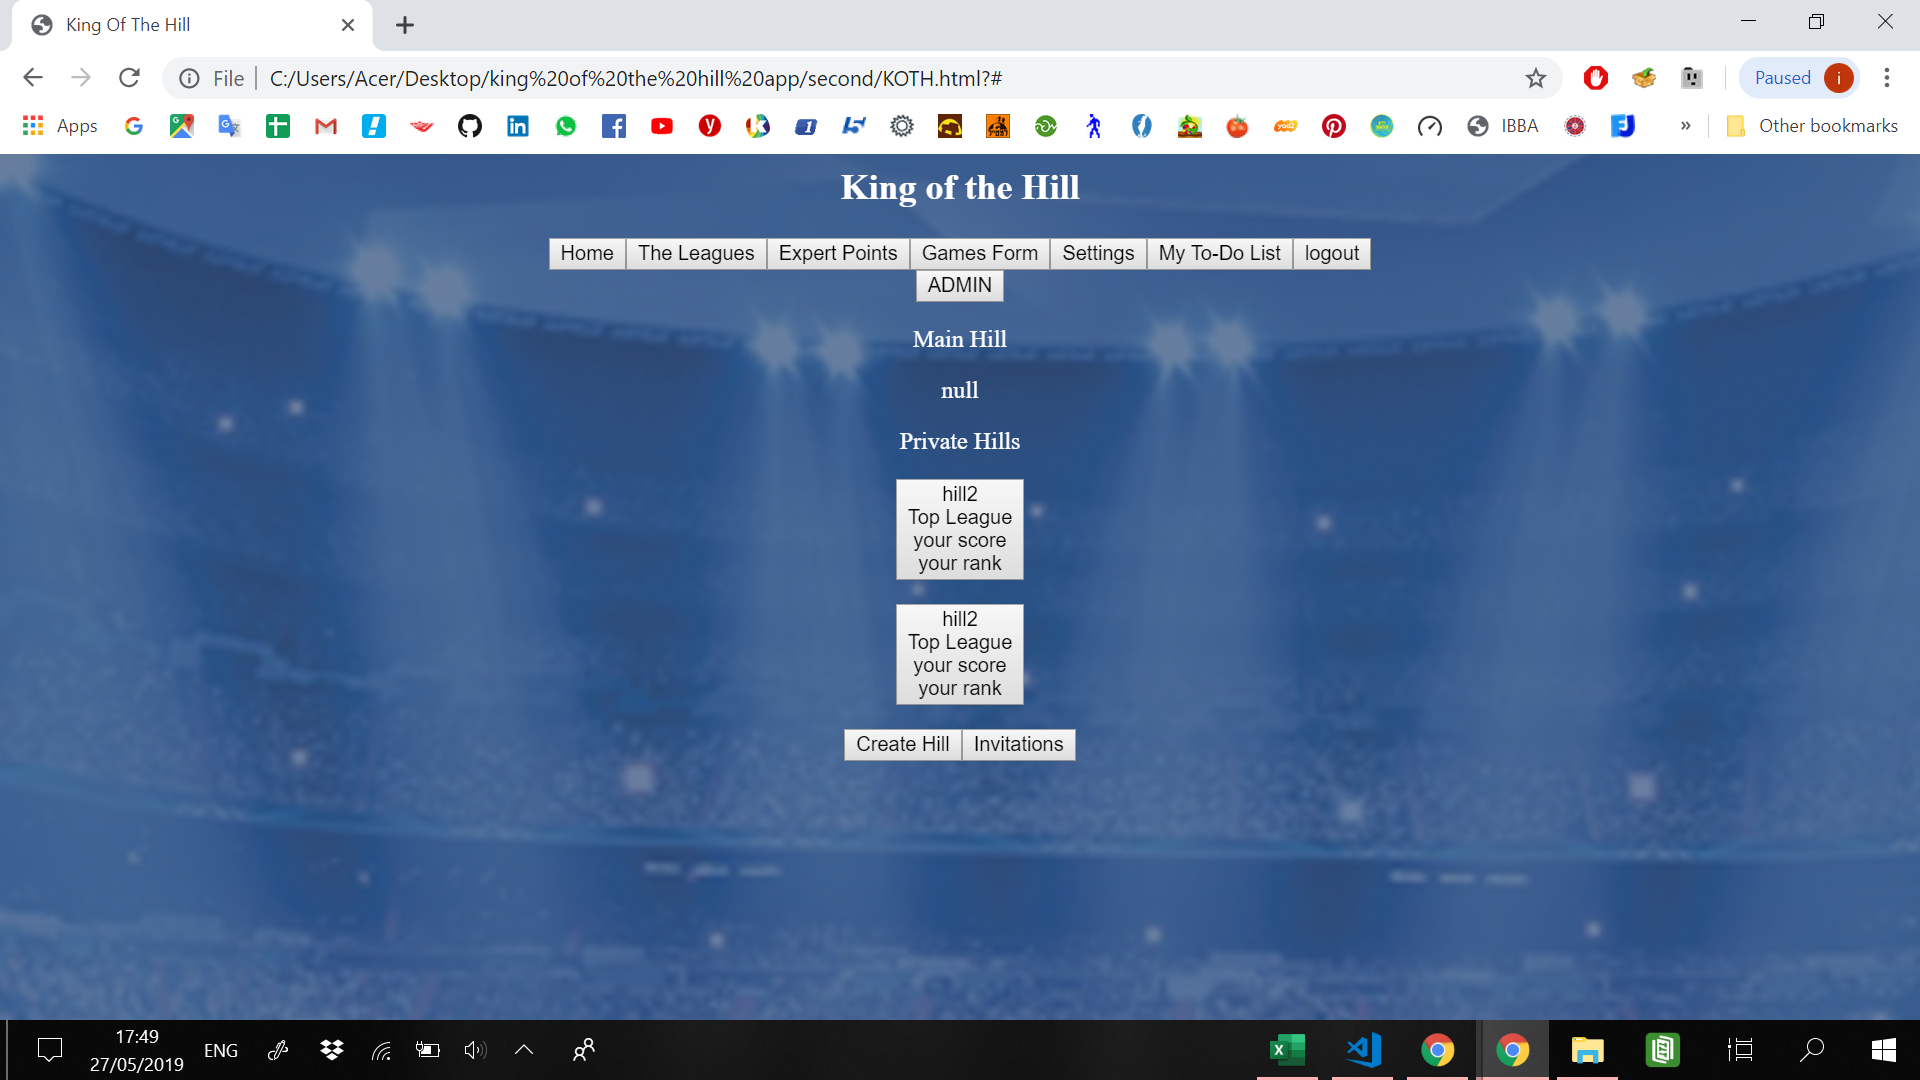 King Of The Hill
File
C:/Users/Acer/Desktop/king%20of%20the%20hill%20app/second/KOTH.html?#
Paused
i
Apps
IBBA
»
Other bookmarks
King of the Hill
Home
The Leagues
Expert Points
Games Form
Settings
My To-Do List
logout
ADMIN
Main Hill
null
Private Hills
hill2
Top League
your score
your rank
hill2
Top League
your score
your rank
Create Hill
Invitations
17:49
27/05/2019
ENG